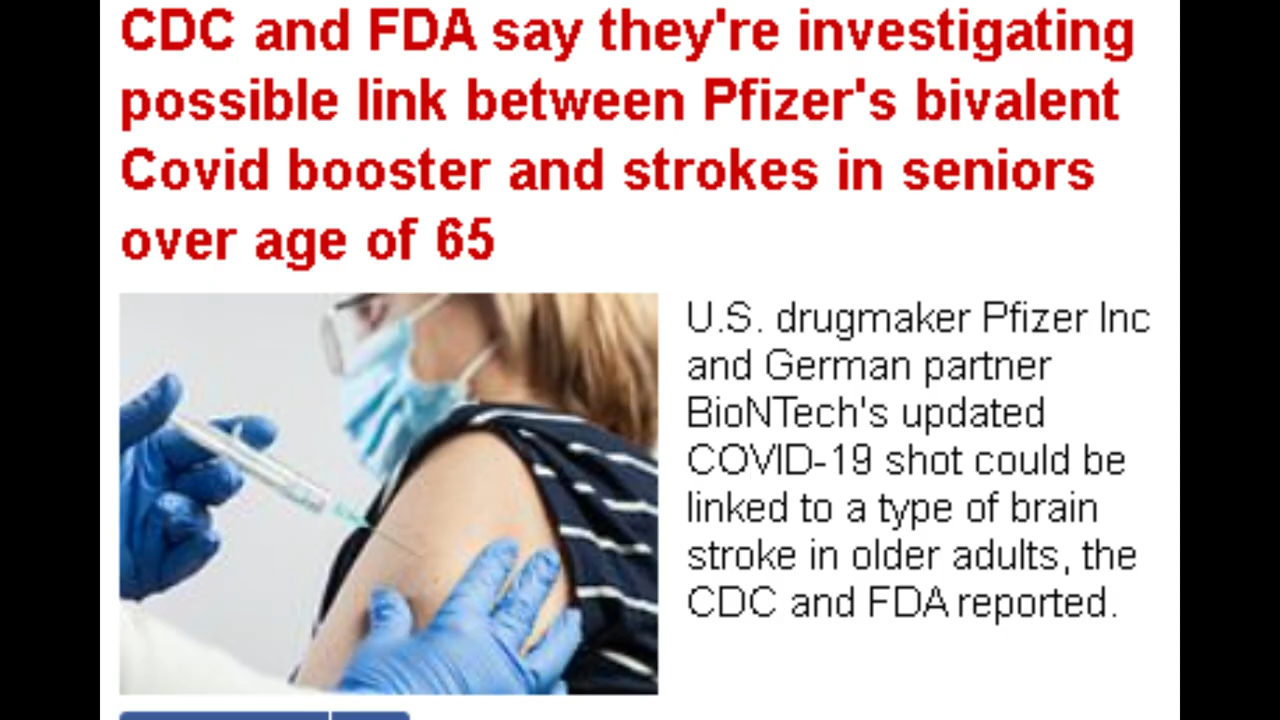 CDC and FDA say they're investigating
possible link between Pfizer's bivalent
Covid booster and strokes in seniors
over age of 65
U.S. drugmaker Pfizer Inc
and German partner
BioNTech's updated
COVID-19 shot could be
linked to a type of brain
stroke in older adults, the
CDC and FDA reported.